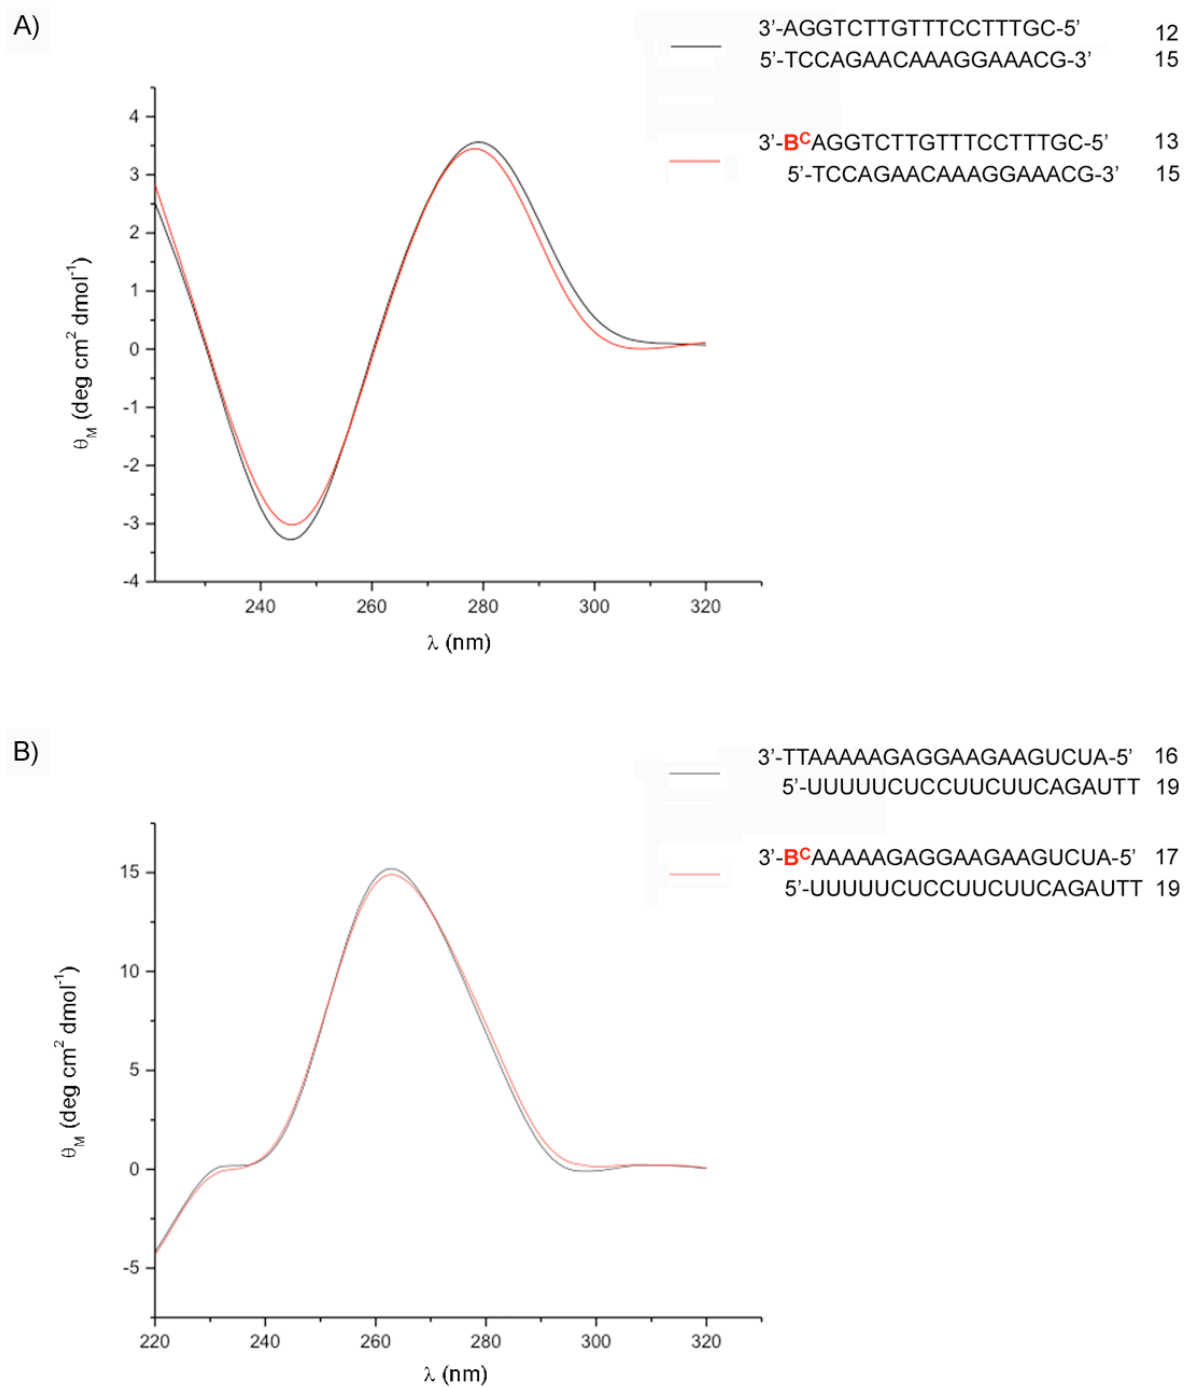 A)
3'-AGGTCTTGTTTCCTTTGC-5' 12
5'-TCCAGAACAAAGGAAACG-3' 15
3'-BCAGGTCTTGTTTCCTTTGC-5' 13
5'-TCCAGAACAAAGGAAACG-3' 15
4
3
2
1
0
-1
-2
-3
-4
θM (deg cm2 dmol-1)
240 260 280 300 320
λ (nm)
B)
3'-TTAAAAAGAGGAAGAAGUCUA-5' 16
5'-UUUUUCUCCUUCUUCAGAUTT 19
3'-BCAAAAAGAGGAAGAAGUCUA-5' 17
5'-UUUUUCUCCUUCUUCAGAUTT 19
15
10
5
0
-5
θM (deg cm2 dmol-1)
220 240 260 280 300 320
λ (nm)